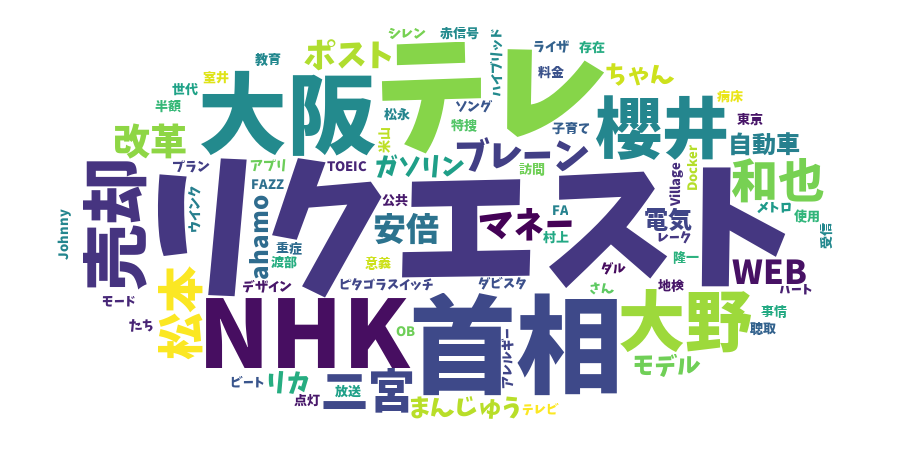 シレン
赤信号
ハイブリッド
ライザ
存在
ポスト
テレ
教育
室井
料金
ちゃん
世代
半額
大阪
松永
ソング
特捜
櫻井
病床
東京
子育て
改革
米山
ブレーン
自動車
売却
プラン
アプリ
TOEIC
ガソリン
訪問
Village
Docker
和也
リクエスト
FAZZ
ウインク
ahamo
公共
安倍
マネー
FA
村上
電気
レーク
メトロ
使用
受信
Johnny
重症
渡部
意義
隆一
ダル
WEB
松本
デザイン
ピタゴラスイッチ
ダビスタ
さん
地検
ハート
モード
たち
NHK
OB
首相
アレルギー
大野
事情
聴取
モデル
ビート
リカ
点灯
二宮
放送
まんじゅう
テレビ